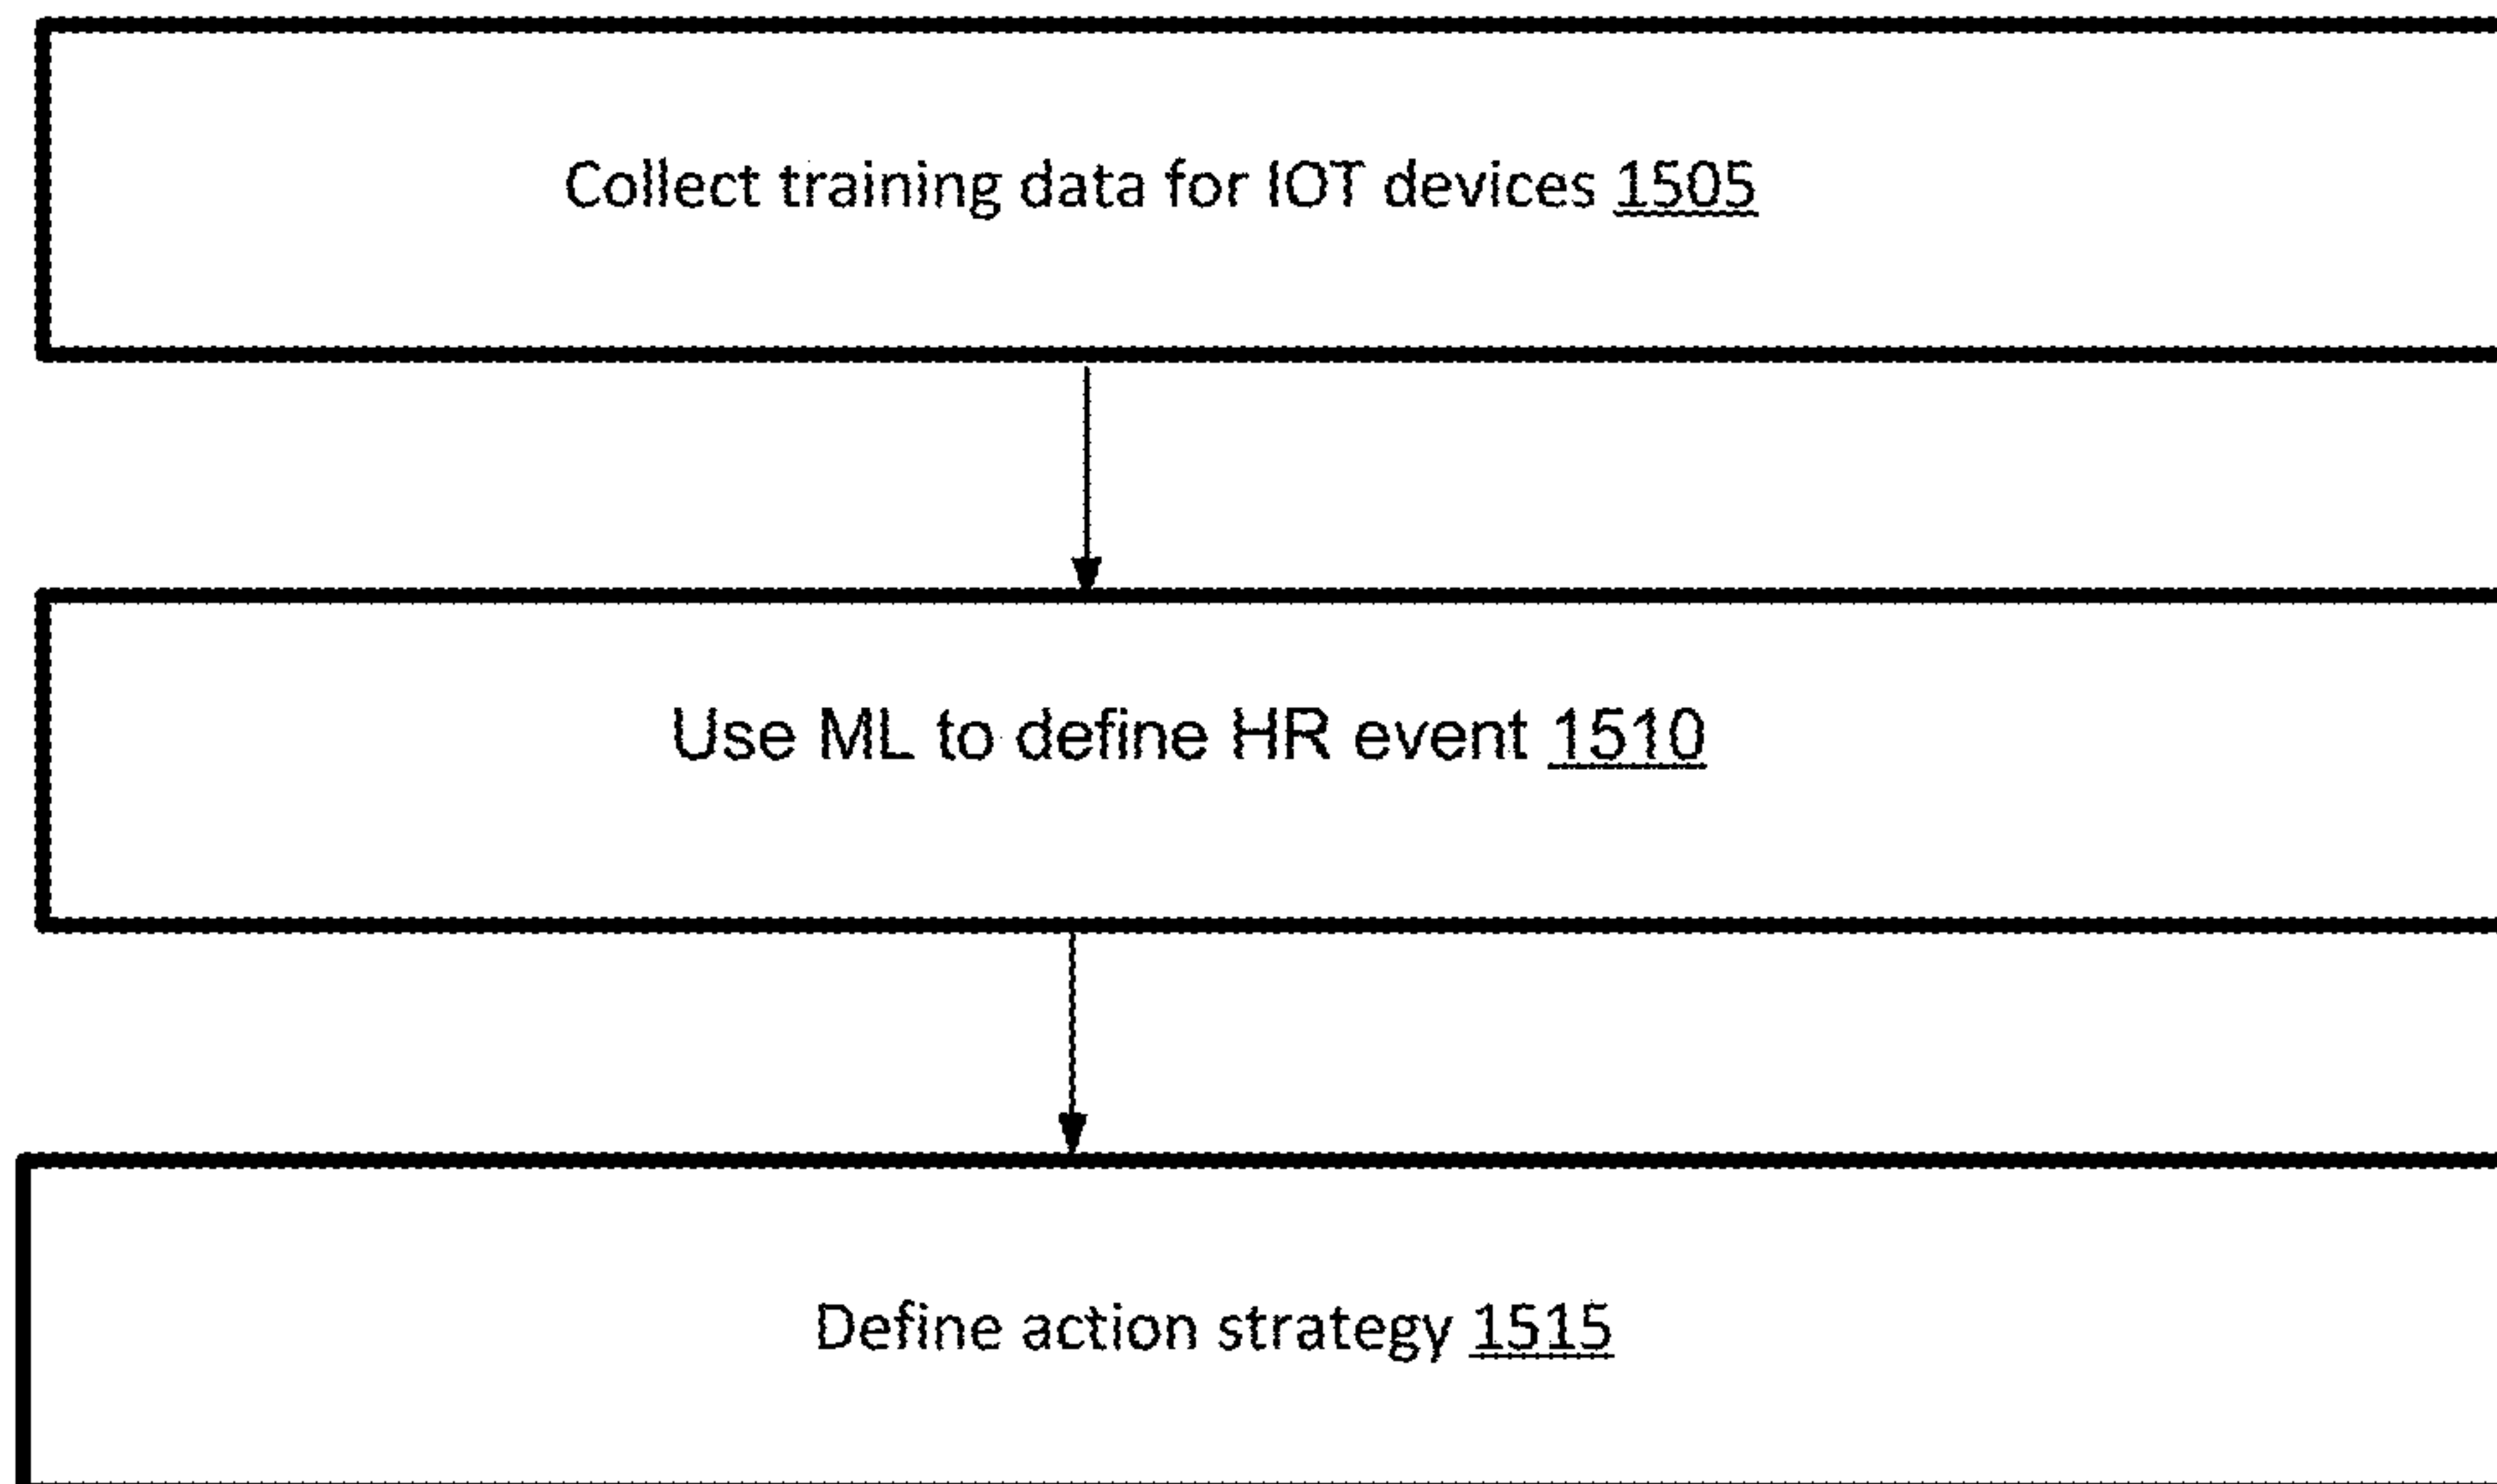 Collect training data for IOT devices 1505
Use ML to define HR event 1510
Define action strategy 1515